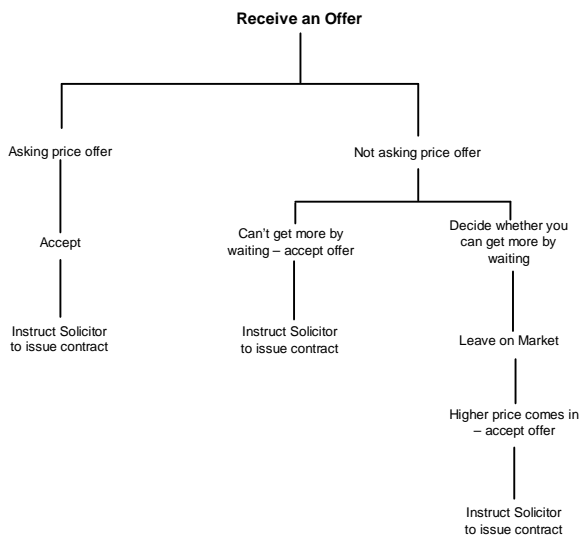 Receive an Offer
Asking price offer
Not asking price offer
Accept
Can't get more by
waiting – accept offer
Decide whether you
can get more by
waiting
Instruct Solicitor
to issue contract
Instruct Solicitor
to issue contract
Leave on Market
Higher price comes in
– accept offer
Instruct Solicitor
to issue contract